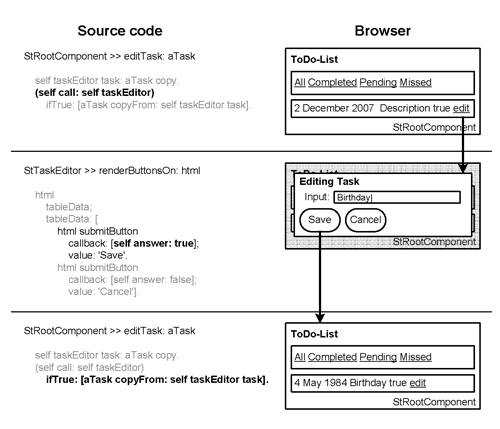 Source code
Browser
StRootComponent >> editTask: aTask
self taskEditor task: aTask copy.
(self call: self taskEditor)
ifTrue: [aTask copyFrom: self taskEditor task].
ToDo-List
All Completed Pending Missed
2 December 2007 Description true edit
StRootComponent
StTaskEditor >> renderButtonsOn: html
html
tableData;
tableData: [
html submitButton
callback: [self answer: true];
value: 'Save'.
html submitButton
callback: [self answer: false];
value: 'Cancel'].
ToDo-List
Editing Task
Input: Birthday|
Save Cancel
StRootComponent
StRootComponent >> editTask: aTask
self taskEditor task: aTask copy.
(self call: self taskEditor)
ifTrue: [aTask copyFrom: self taskEditor task].
ToDo-List
All Completed Pending Missed
4 May 1984 Birthday true edit
StRootComponent